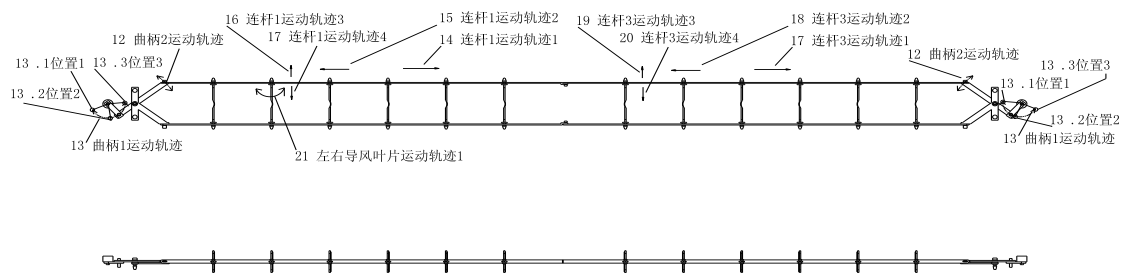 16 连杆1运动轨迹3
15 连杆1运动轨迹2
19 连杆3运动轨迹3
18 连杆3运动轨迹2
12 曲柄2运动轨迹
17 连杆1运动轨迹4
14 连杆1运动轨迹1
20 连杆3运动轨迹4
17 连杆3运动轨迹1
12 曲柄2运动轨迹
13 .1位置1
13 .3位置3
13 .3位置3
13 .2位置2
13 .1位置1
13 .2位置2
13 曲柄1运动轨迹
13 曲柄1运动轨迹
21 左右导风叶片运动轨迹1